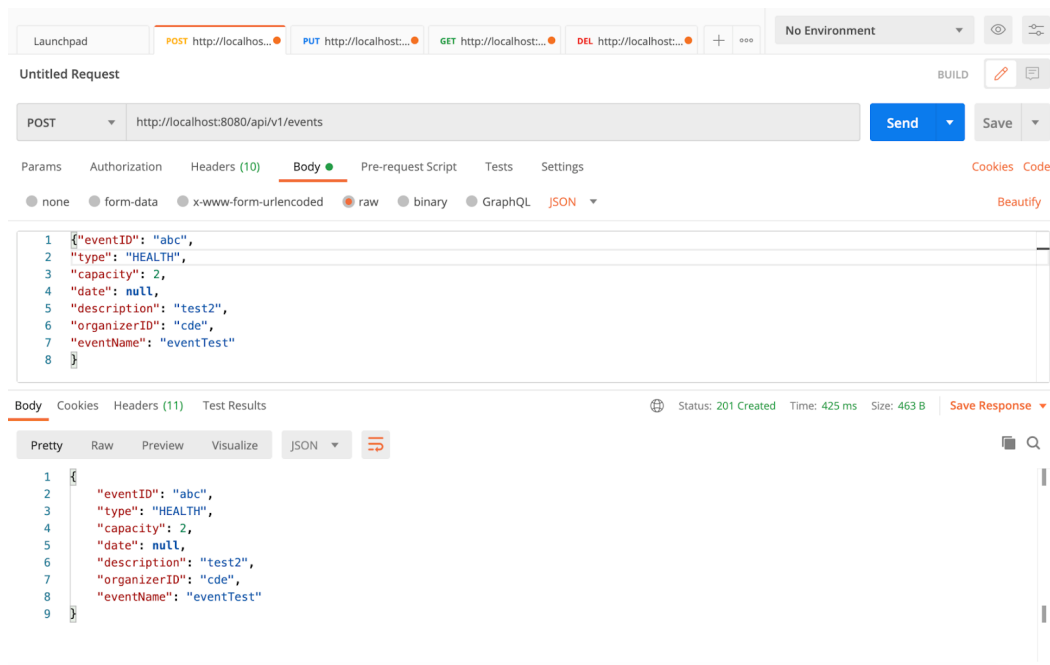 Launchpad POST http://localhos... PUT http://localhost:... GET http://localhost:... DEL http://localhost:... No Environment
Untitled Request BUILD
POST http://localhost:8080/api/v1/events Send Save
Params Authorization Headers (10) Body Pre-request Script Tests Settings Cookies Code
none form-data x-www-form-urlencoded raw binary GraphQL JSON Beautify
1 {"eventID": "abc",
2 "type": "HEALTH",
3 "capacity": 2,
4 "date": null,
5 "description": "test2",
6 "organizerID": "cde",
7 "eventName": "eventTest"
8 }
Body Cookies Headers (11) Test Results Status: 201 Created Time: 425 ms Size: 463 B Save Response
Pretty Raw Preview Visualize JSON
1 {
2 "eventID": "abc",
3 "type": "HEALTH",
4 "capacity": 2,
5 "date": null,
6 "description": "test2",
7 "organizerID": "cde",
8 "eventName": "eventTest"
9 }